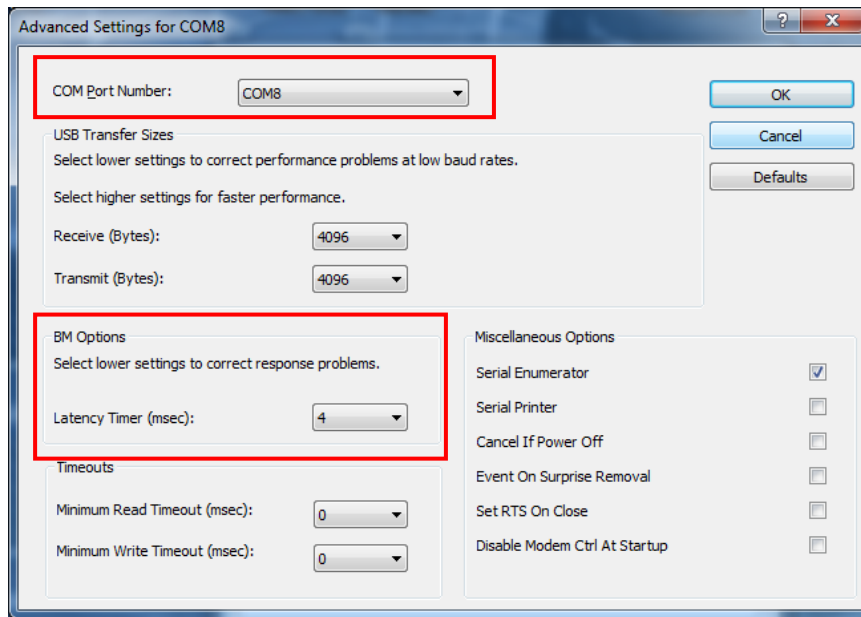 Advanced Settings for COM8
COM Port Number: COM8
OK
USB Transfer Sizes
Cancel
Select lower settings to correct performance problems at low baud rates.
Defaults
Select higher settings for faster performance.
Receive (Bytes): 4096
Transmit (Bytes): 4096
BM Options
Select lower settings to correct response problems.
Latency Timer (msec): 4
Miscellaneous Options
Serial Enumerator
Serial Printer
Cancel If Power Off
Event On Surprise Removal
Set RTS On Close
Disable Modem Ctrl At Startup
Timeouts
Minimum Read Timeout (msec): 0
Minimum Write Timeout (msec): 0